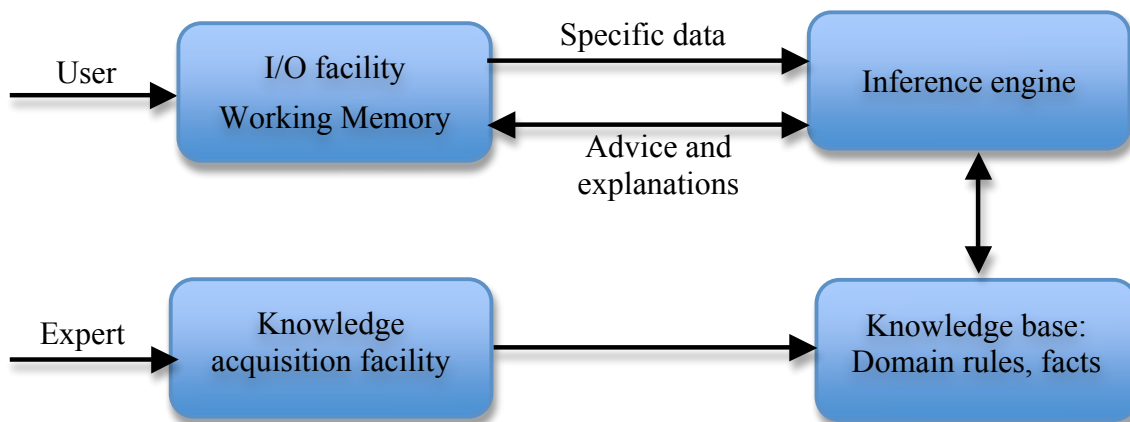 User
I/O facility
Working Memory
Specific data
Advice and
explanations
Inference engine
Expert
Knowledge
acquisition facility
Knowledge base:
Domain rules, facts